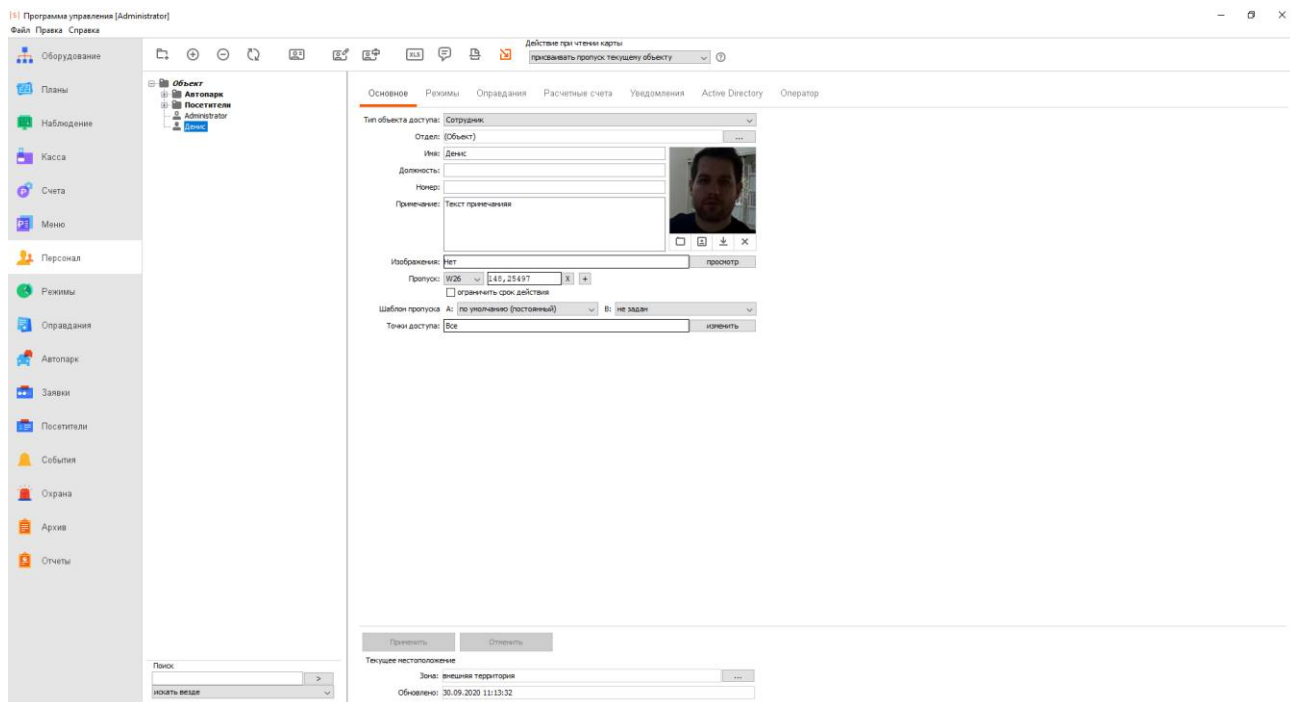 Программа управления [Administrator]
Файл Правка Справка
Действие при чтении карты
присваивать пропуск текущему объекту
XLS
Оборудование
Планы
Наблюдение
Касса
Счета
Меню
Персонал
Режимы
Оправдания
Автопарк
Заявки
Посетители
События
Охрана
Архив
Отчеты
Объект
Автопарк
Посетители
Administrator
Денис
Поиск
>
искать везде
Основное Режимы Оправдания Расчетные счета Уведомления Active Directory Оператор
Тип объекта доступа: Сотрудник
Отдел: (Объект) ...
Имя: Денис
Должность:
Номер:
Примечание: Текст примечания
Изображения: Нет просмотр
Пропуск: W26 148,25497 X +
ограничить срок действия
Шаблон пропуска A: по умолчанию (постоянный) B: не задан
Точки доступа: Все изменить
Применить Отменить
Текущее местоположение
Зона: внешняя территория ...
Обновлено: 30.09.2020 11:13:32